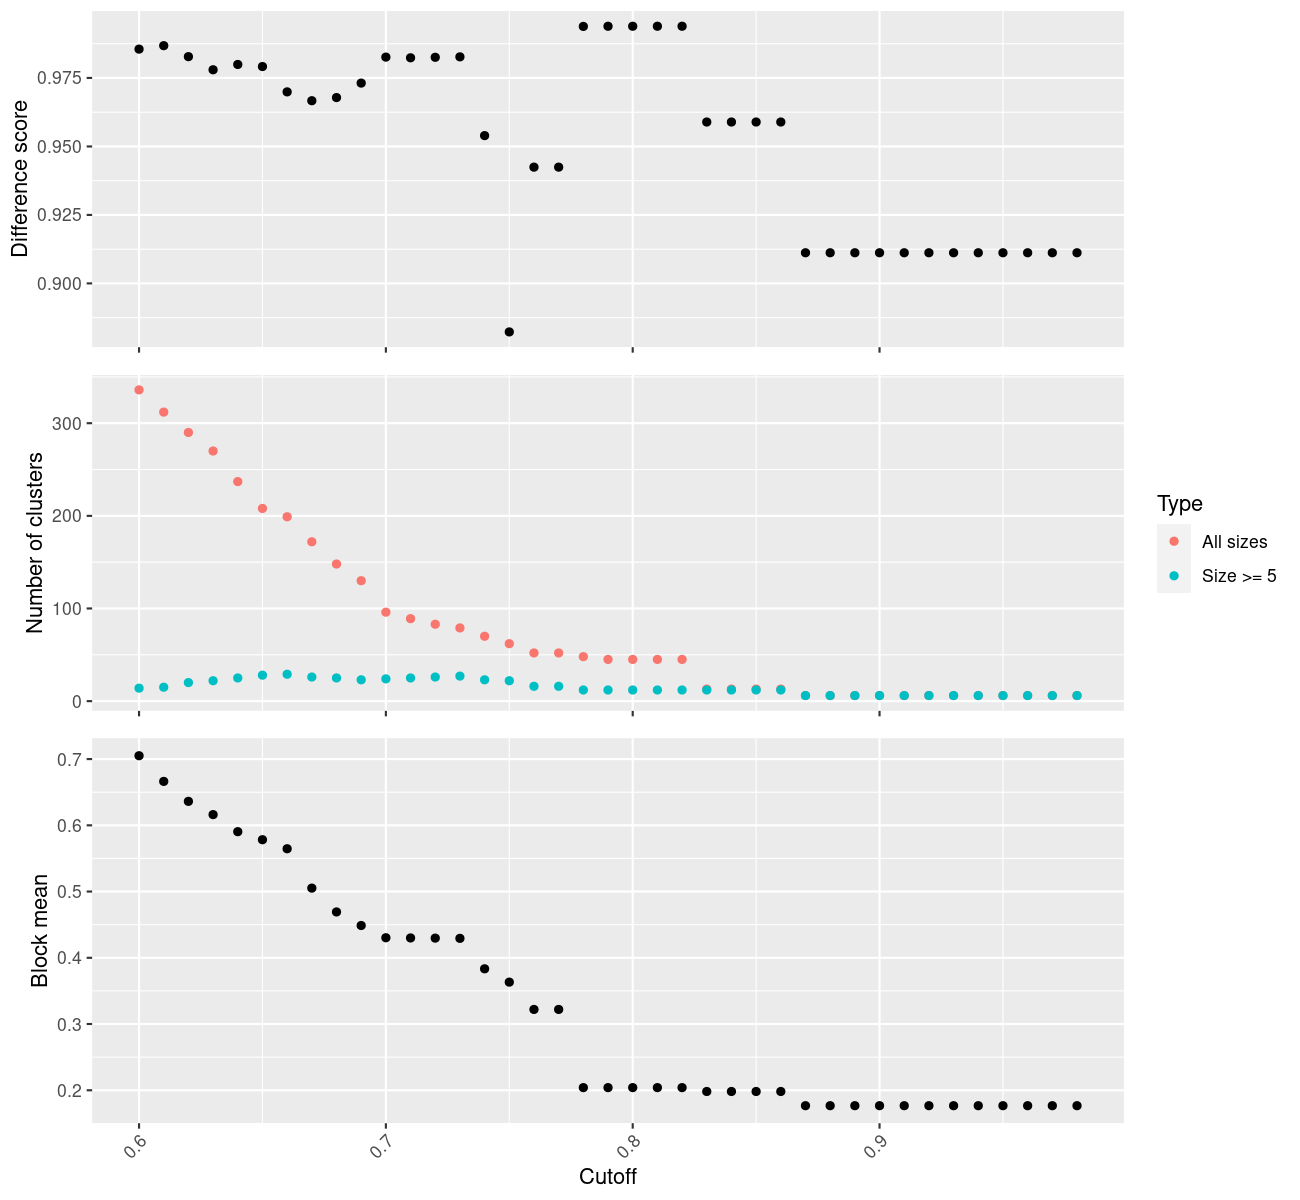 Difference score
0.975
0.950
0.925
0.900
Number of clusters
300
200
100
0
Type
All sizes
Size >= 5
Block mean
0.7
0.6
0.5
0.4
0.3
0.2
0.6 0.7 0.8 0.9
Cutoff